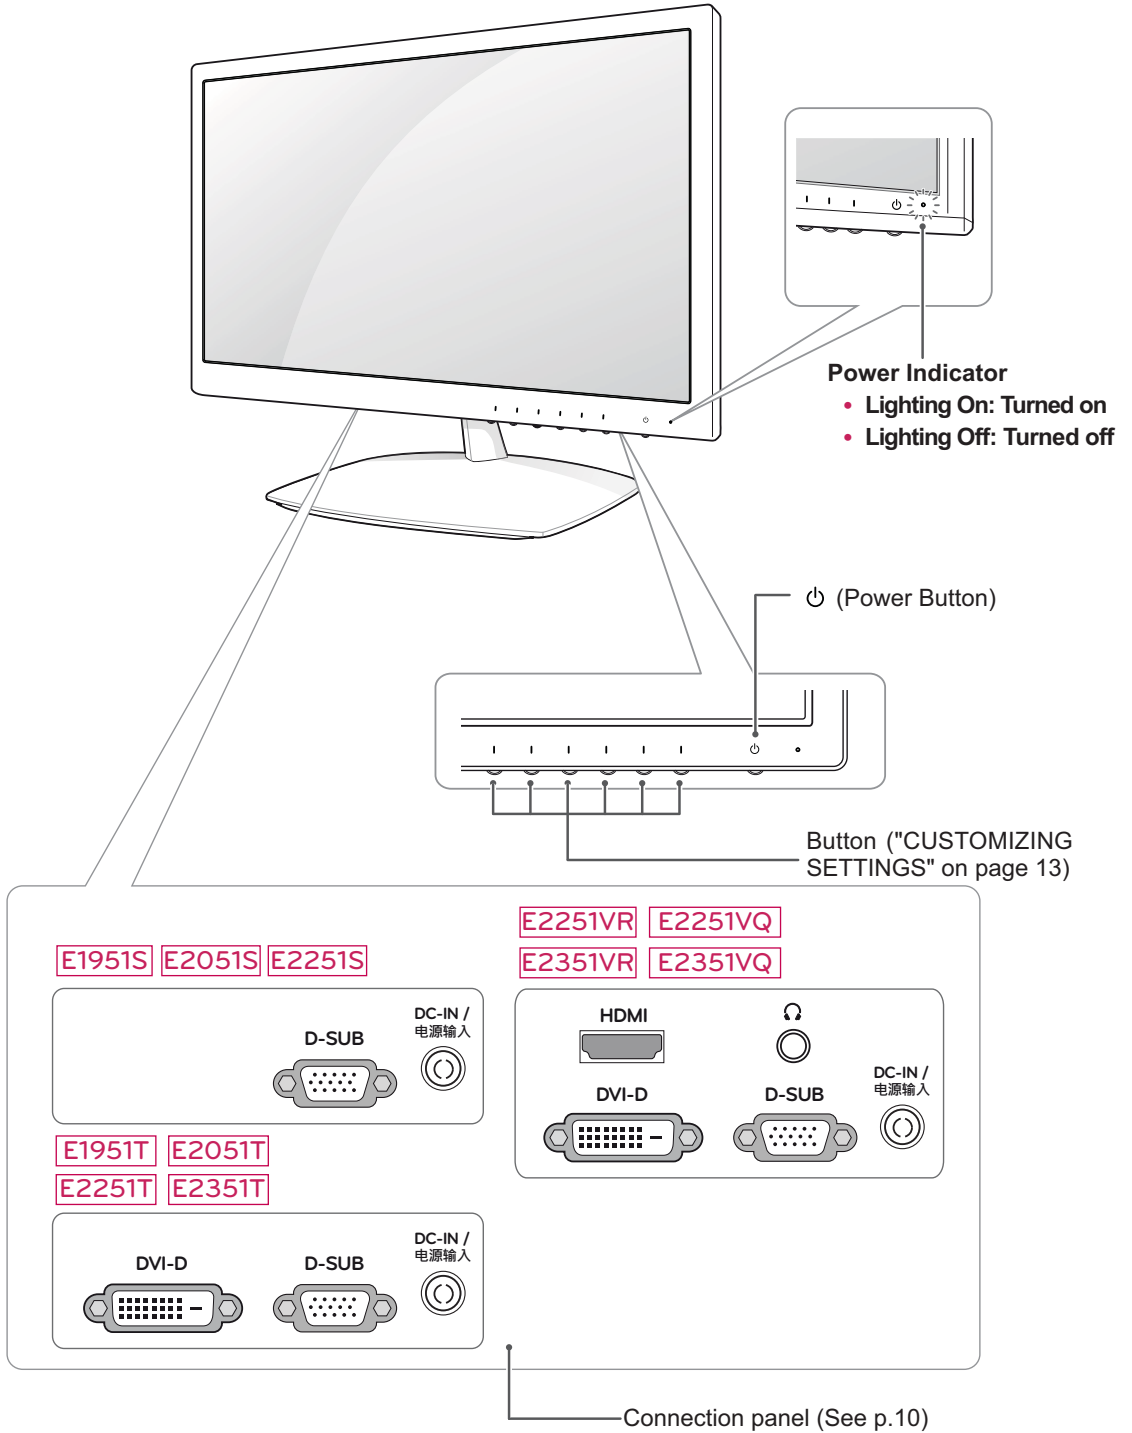 Power Indicator
• Lighting On: Turned on
• Lighting Off: Turned off
(Power Button)
Button ("CUSTOMIZING
SETTINGS" on page 13)
E1951S E2051S E2251S
D-SUB
DC-IN /
电源输入
E1951T E2051T
E2251T E2351T
DVI-D
D-SUB
DC-IN /
电源输入
E2251VR E2251VQ
E2351VR E2351VQ
HDMI
DVI-D
D-SUB
DC-IN /
电源输入
Connection panel (See p.10)